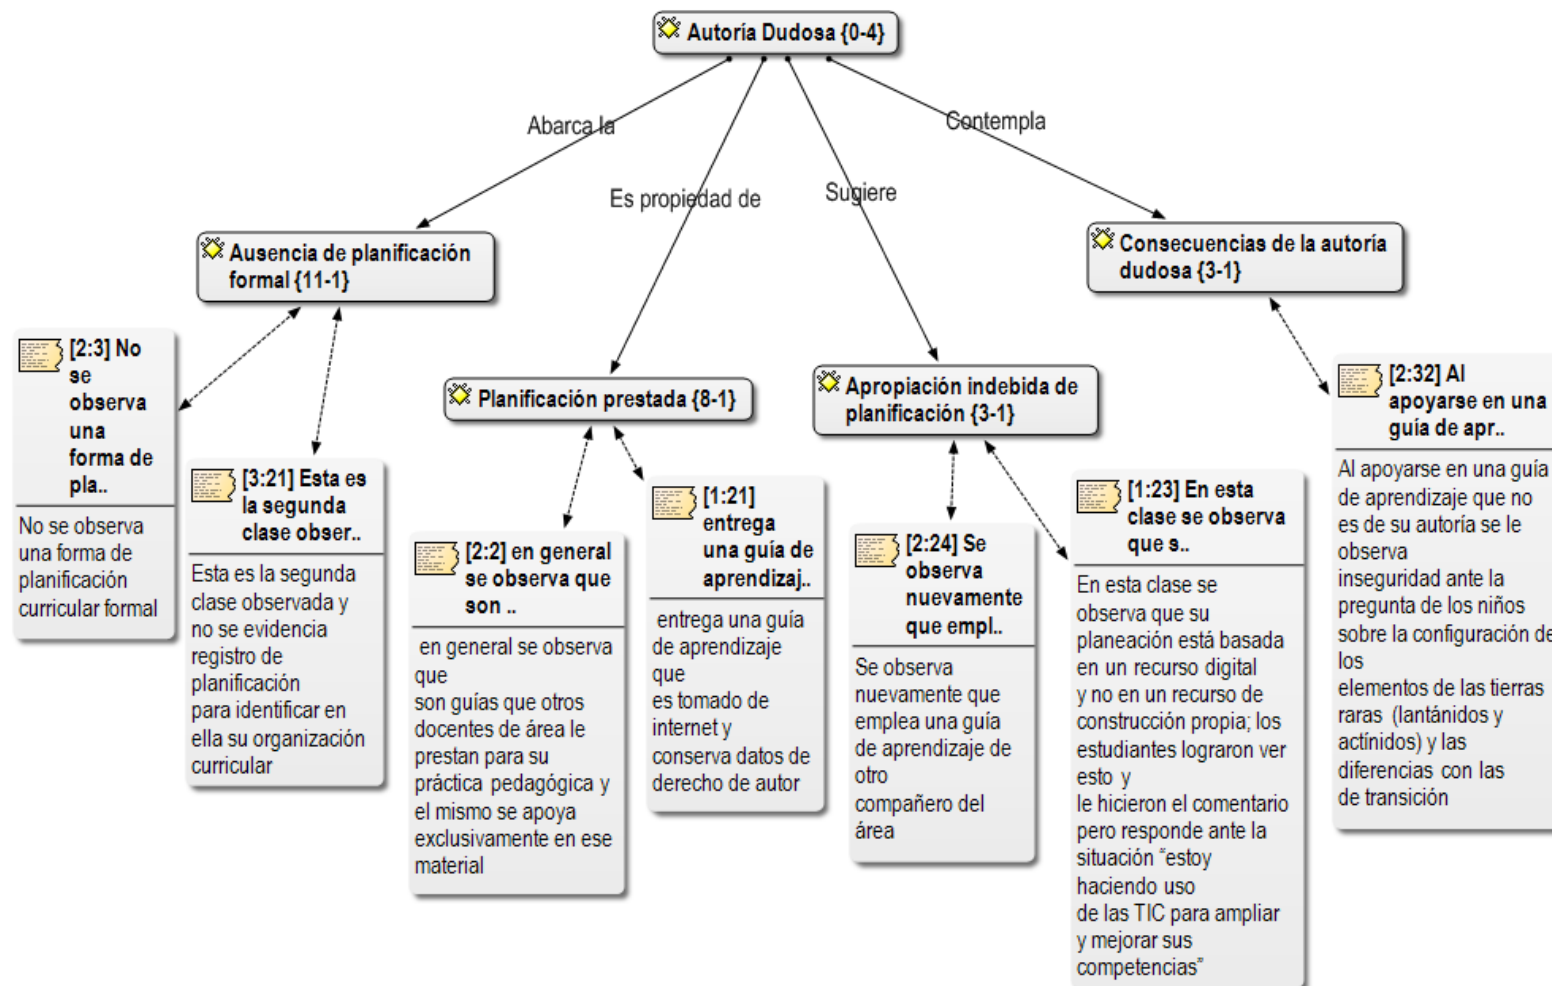 Autoría Dudosa {0-4}
Abarca la
Es propiedad de
Sugiere
Contempla
Ausencia de planificación
formal {11-1}
Planificación prestada {8-1}
Apropiación indebida de
planificación {3-1}
Consecuencias de la autoría
dudosa {3-1}
[2:3] No
se
observa
una
forma de
pla..
No se observa
una forma de
planificación
curricular formal
[3:21] Esta es
la segunda
clase obser..
Esta es la segunda
clase observada y
no se evidencia
registro de
planificación
para identificar en
ella su organización
curricular
[2:2] en general
se observa que
son ..
en general se observa
que
son guías que otros
docentes de área le
prestan para su
práctica pedagógica y
el mismo se apoya
exclusivamente en ese
material
[1:21]
entrega
una guía de
aprendizaj..
entrega una guía
de aprendizaje
que
es tomado de
internet y
conserva datos de
derecho de autor
[2:24] Se
observa
nuevamente
que empl..
Se observa
nuevamente que
emplea una guía
de aprendizaje de
otro
compañero del
área
[1:23] En esta
clase se observa
que s..
En esta clase se
observa que su
planeación está basada
en un recurso digital
y no en un recurso de
construcción propia; los
estudiantes lograron ver
esto y
le hicieron el comentario
pero responde ante la
situación “estoy
haciendo uso
de las TIC para ampliar
y mejorar sus
competencias”
[2:32] Al
apoyarse en una
guía de apr..
Al apoyarse en una guía
de aprendizaje que no
es de su autoría se le
observa
inseguridad ante la
pregunta de los niños
sobre la configuración de
los
elementos de las tierras
raras (lantánidos y
actínidos) y las
diferencias con las
de transición